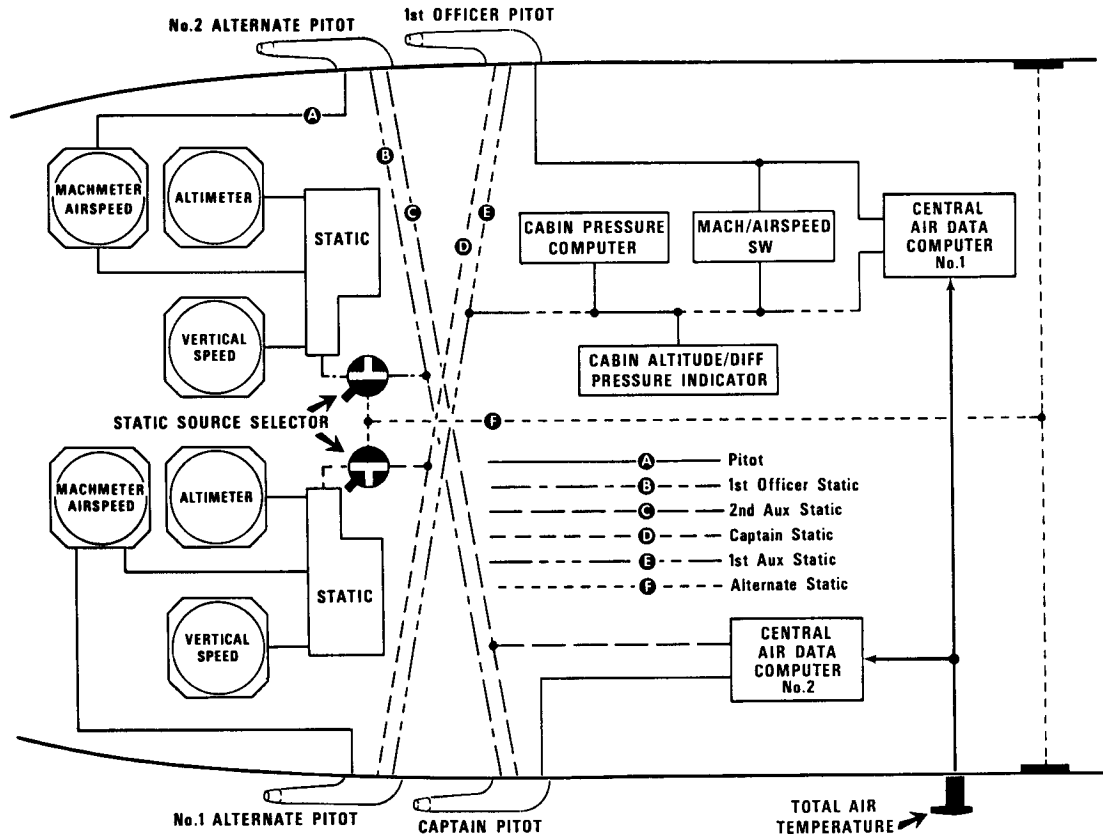 No.2 ALTERNATE PITOT
1st OFFICER PITOT
A
MACHMETER
AIRSPEED
ALTIMETER
STATIC
VERTICAL
SPEED
B
C
D
E
CABIN PRESSURE
COMPUTER
MACH/AIRSPEED
SW
CENTRAL
AIR DATA
COMPUTER
No.1
CABIN ALTITUDE/DIFF
PRESSURE INDICATOR
STATIC SOURCE SELECTOR
F
MACHMETER
AIRSPEED
ALTIMETER
STATIC
VERTICAL
SPEED
A Pitot
B 1st Officer Static
C 2nd Aux Static
D Captain Static
E 1st Aux Static
F Alternate Static
CENTRAL
AIR DATA
COMPUTER
No.2
No.1 ALTERNATE PITOT
CAPTAIN PITOT
TOTAL AIR
TEMPERATURE